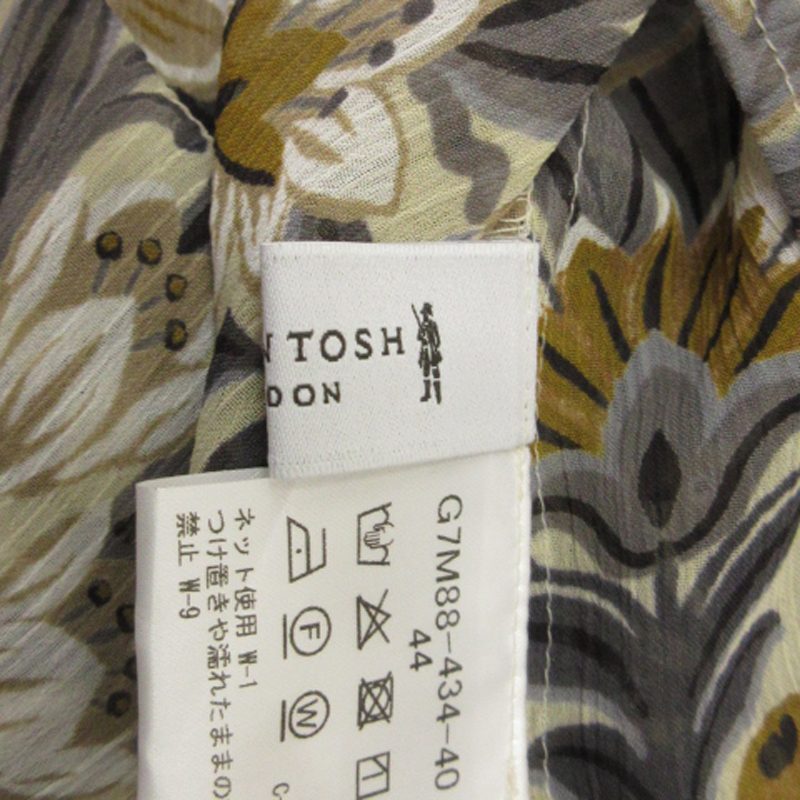 TOSH
DON
G7M88-434-40
44
F
W
ネット使用 W-1
つけ置きや濡れたままの
禁止 W-9